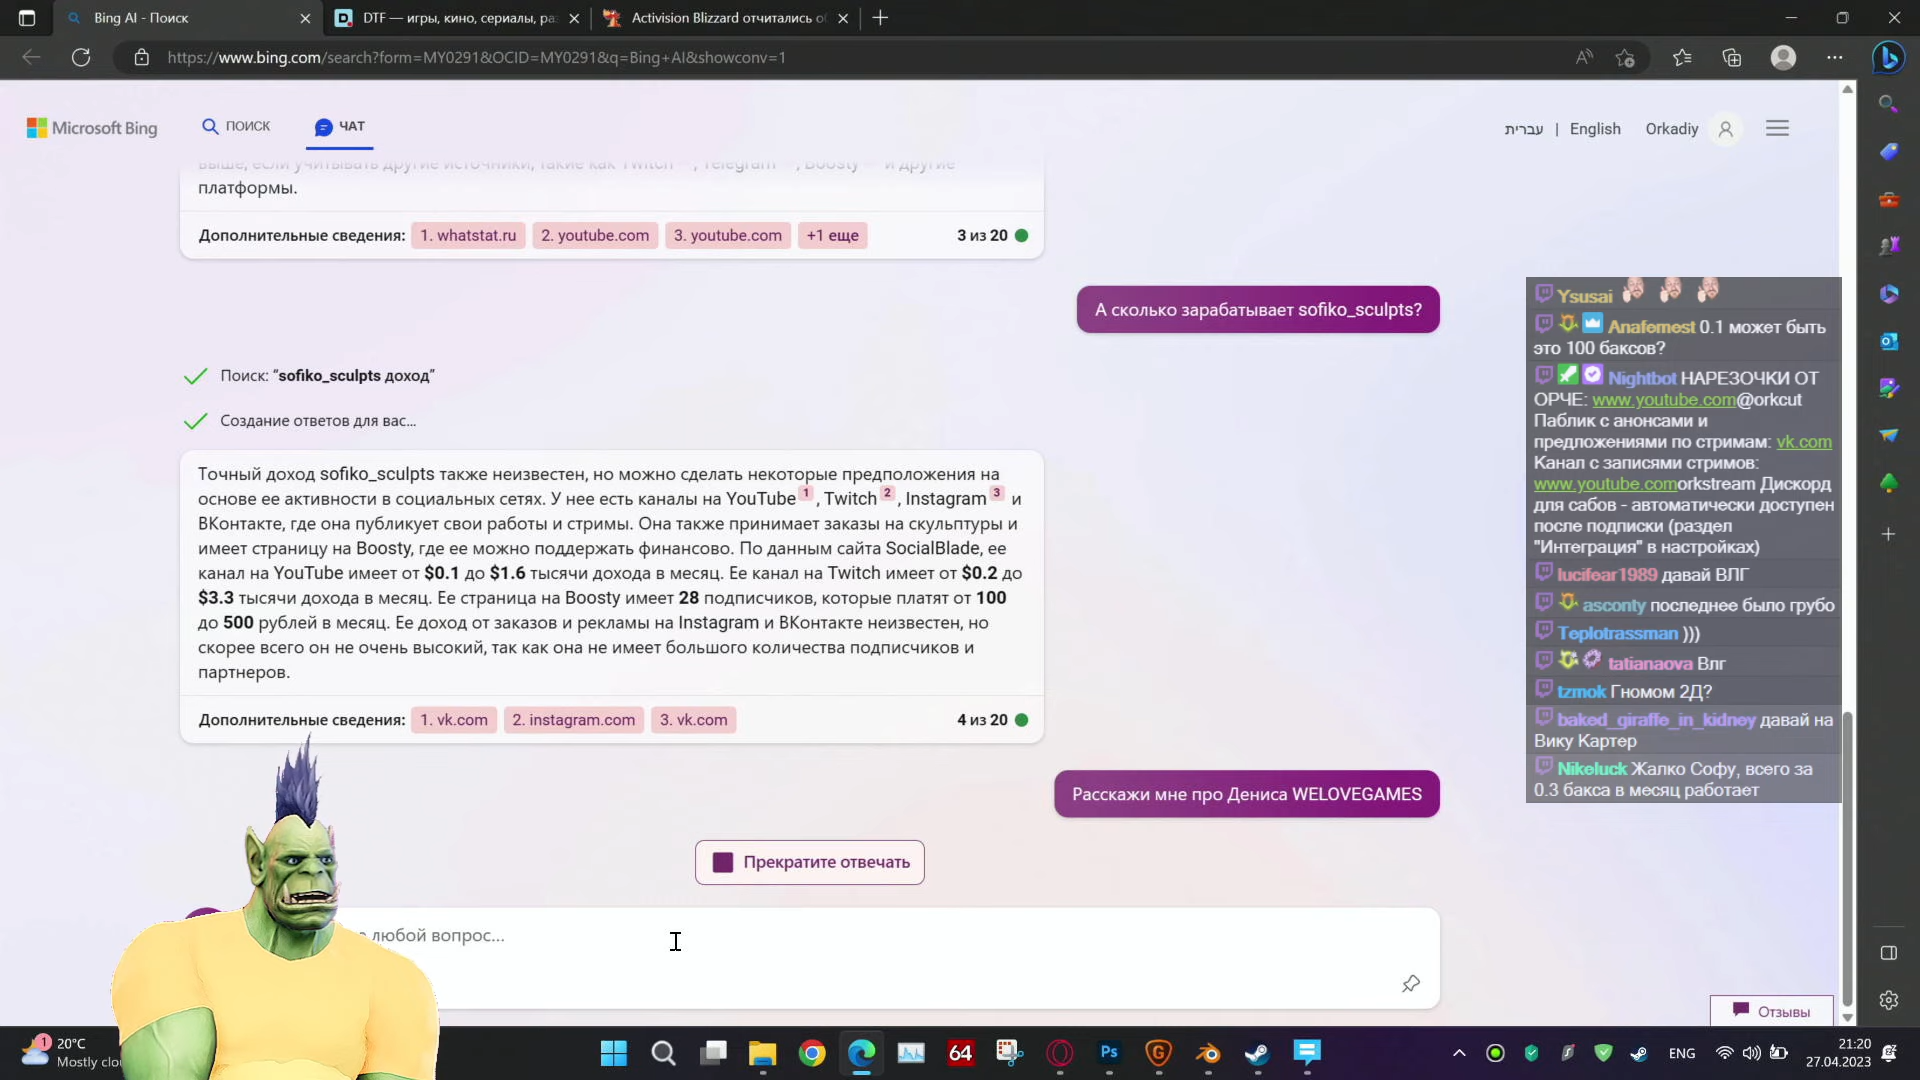 Bing AI - Поиск
DTF — игры, кино, сериалы, ра
Activision Blizzard отчитались о
https://www.bing.com/search?form=MY0291&OCID=MY0291&q=Bing+AI&showconv=1
Microsoft Bing
ПОИСК
ЧАТ
עברית | English
Orkadiy
выше, если учитывать другие источники, такие как Twitch , Telegram , Boosty и другие
платформы.
Дополнительные сведения: 1. whatstat.ru 2. youtube.com 3. youtube.com +1 еще 3 из 20
А сколько зарабатывает sofiko_sculpts?
Поиск: “sofiko_sculpts доход”
Создание ответов для вас...
Точный доход sofiko_sculpts также неизвестен, но можно сделать некоторые предположения на
основе ее активности в социальных сетях. У нее есть каналы на YouTube 1 , Twitch 2 , Instagram 3 и
ВКонтакте, где она публикует свои работы и стримы. Она также принимает заказы на скульптуры и
имеет страницу на Boosty, где ее можно поддержать финансово. По данным сайта SocialBlade, ее
канал на YouTube имеет от $0.1 до $1.6 тысячи дохода в месяц. Ее канал на Twitch имеет от $0.2 до
$3.3 тысячи дохода в месяц. Ее страница на Boosty имеет 28 подписчиков, которые платят от 100
до 500 рублей в месяц. Ее доход от заказов и рекламы на Instagram и ВКонтакте неизвестен, но
скорее всего он не очень высокий, так как она не имеет большого количества подписчиков и
партнеров.
Дополнительные сведения: 1. vk.com 2. instagram.com 3. vk.com 4 из 20
Расскажи мне про Дениса WELOVEGAMES
Прекратите отвечать
любой вопрос...
Ysusai
Anafemest 0.1 может быть
это 100 баксов?
Nightbot НАРЕЗОЧКИ ОТ
ОРЧЕ: www.youtube.com@orkcut
Паблик с анонсами и
предложениями по стримам: vk.com
Канал с записями стримов:
www.youtube.comorkstream Дискорд
для сабов - автоматически доступен
после подписки (раздел
"Интеграция" в настройках)
lucifear1989 давай ВЛГ
asconty последнее было грубо
Teplotrassman )))
tatianaova Влг
tzmok Гномом 2Д?
baked_giraffe_in_kidney давай на
Вику Картер
Nikeluck Жалко Софу, всего за
0.3 бакса в месяц работает
Отзывы
1
20°C
Mostly clou
64
Ps
ENG
21:20
27.04.2023